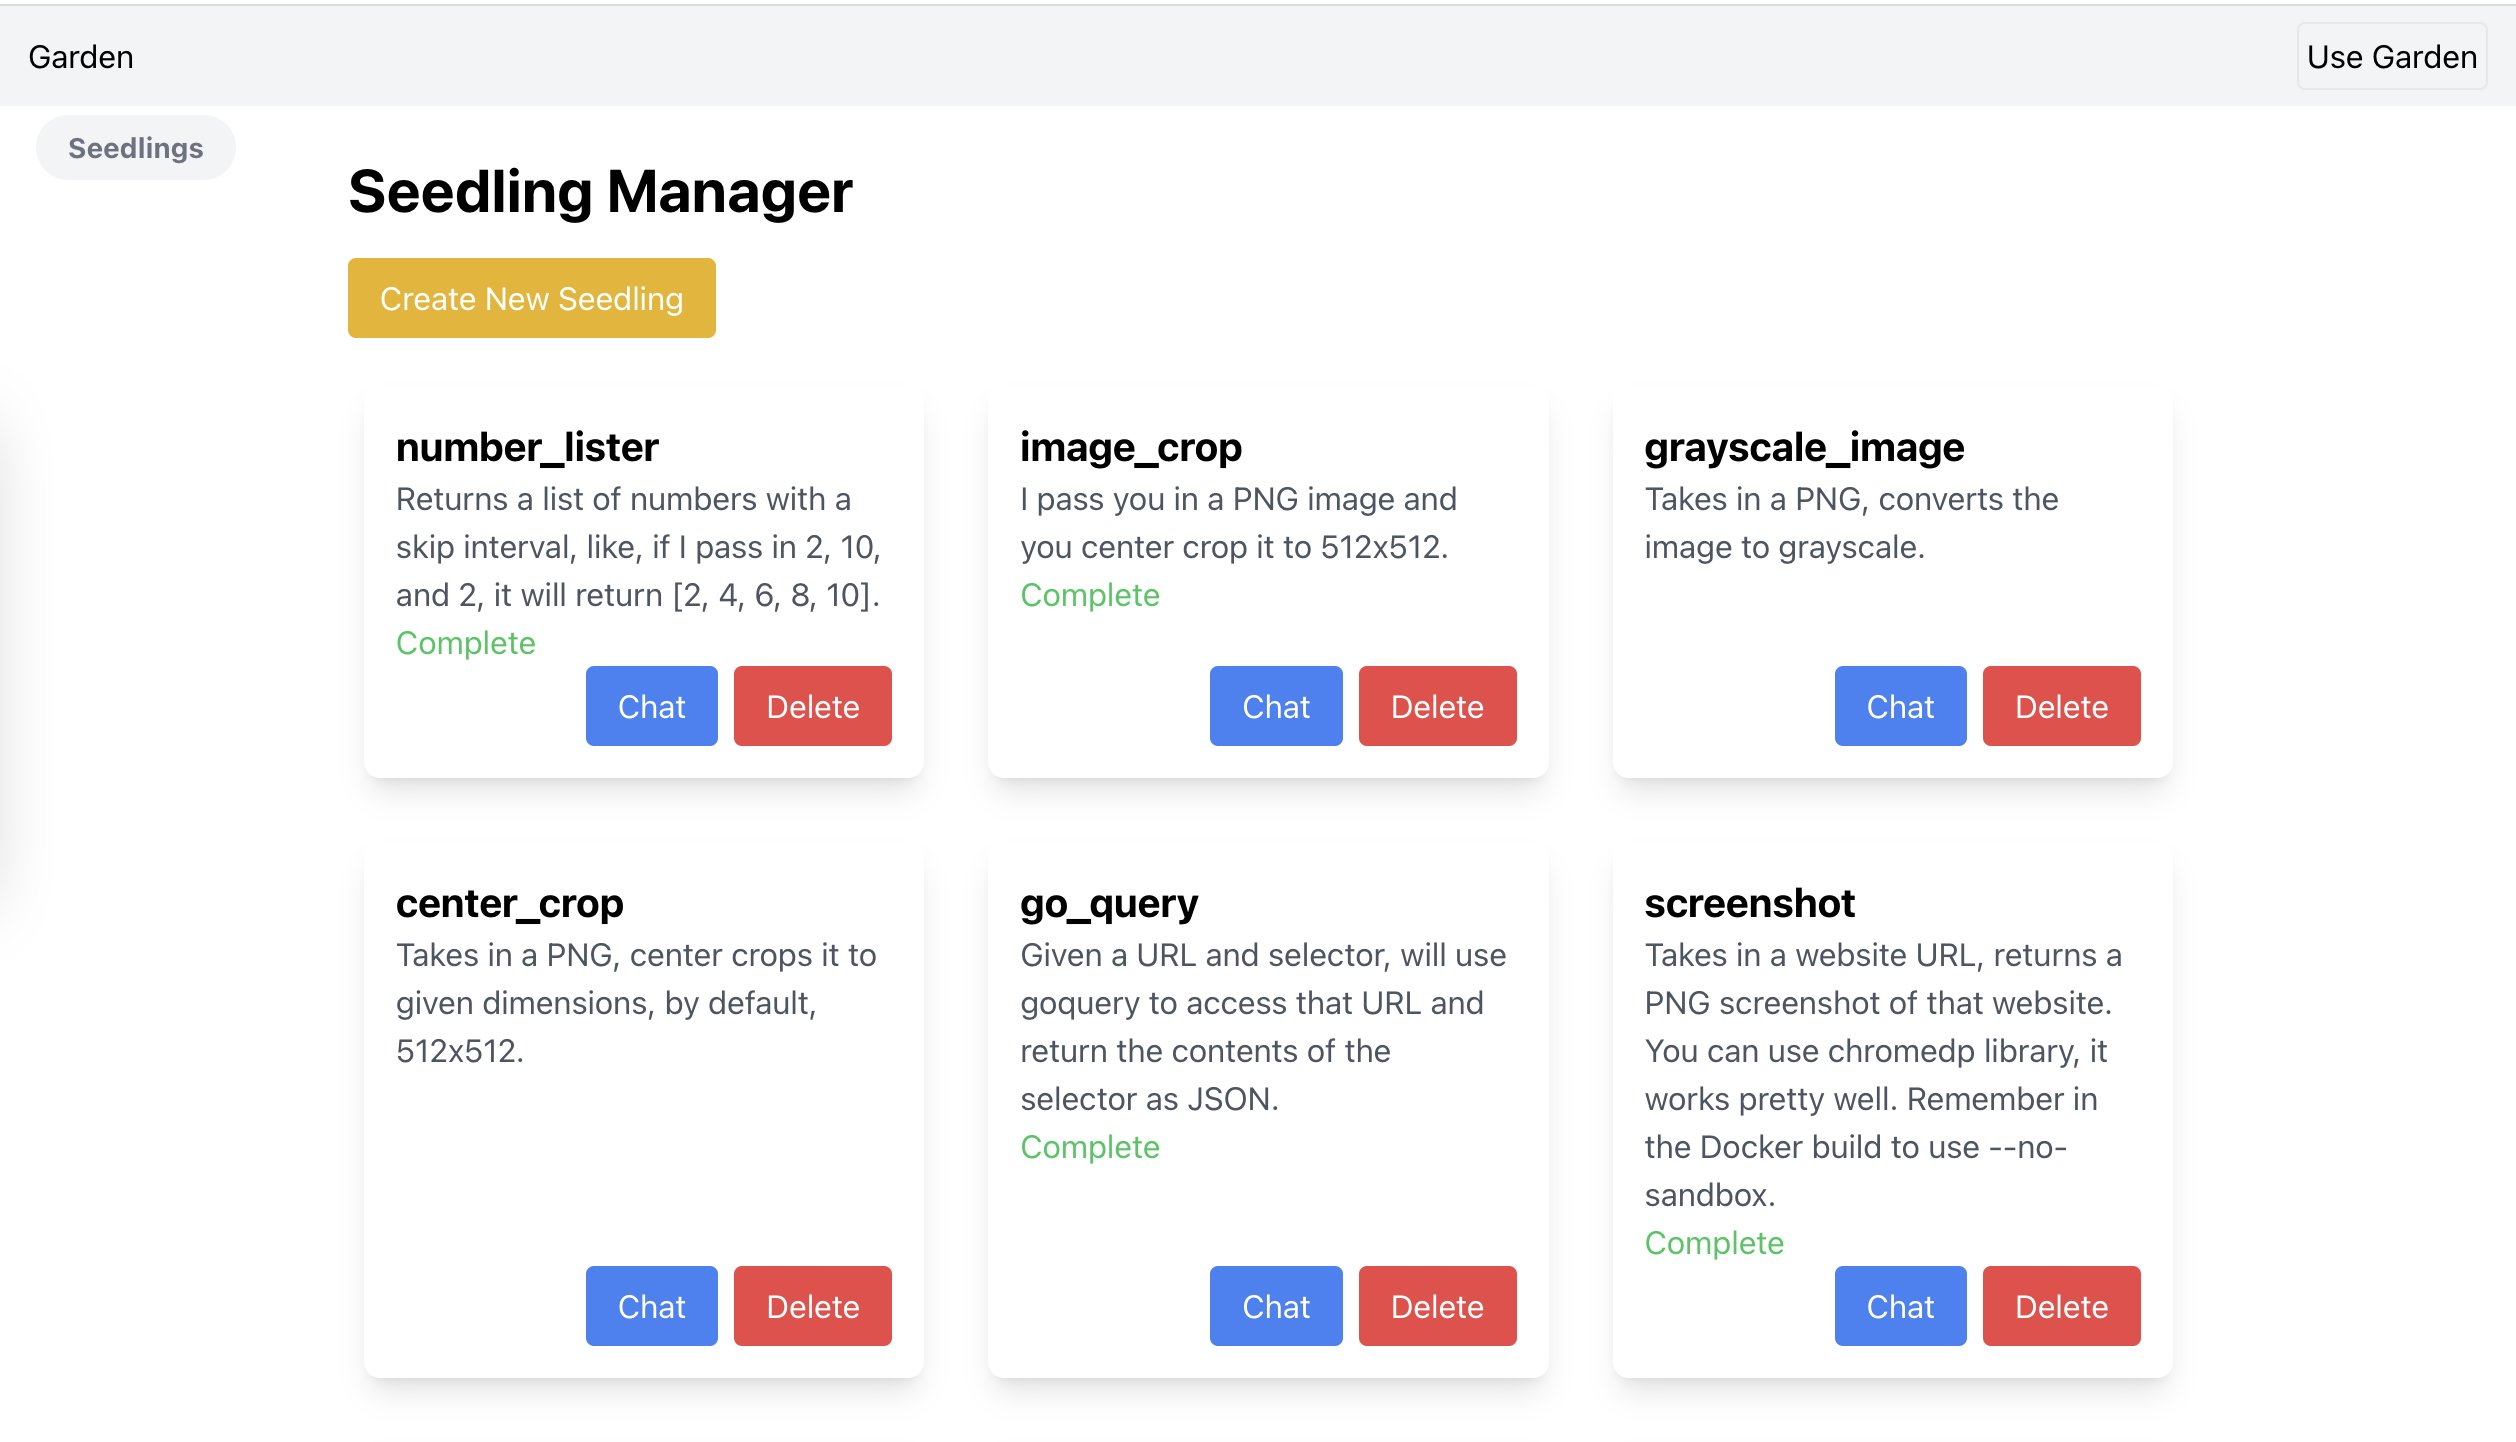 Garden
Use Garden
Seedlings
Seedling Manager
Create New Seedling
number_lister
Returns a list of numbers with a
skip interval, like, if I pass in 2, 10,
and 2, it will return [2, 4, 6, 8, 10].
Complete
Chat
Delete
image_crop
I pass you in a PNG image and
you center crop it to 512x512.
Complete
Chat
Delete
grayscale_image
Takes in a PNG, converts the
image to grayscale.
Chat
Delete
center_crop
Takes in a PNG, center crops it to
given dimensions, by default,
512x512.
Chat
Delete
go_query
Given a URL and selector, will use
goquery to access that URL and
return the contents of the
selector as JSON.
Complete
Chat
Delete
screenshot
Takes in a website URL, returns a
PNG screenshot of that website.
You can use chromedp library, it
works pretty well. Remember in
the Docker build to use --no-
sandbox.
Complete
Chat
Delete